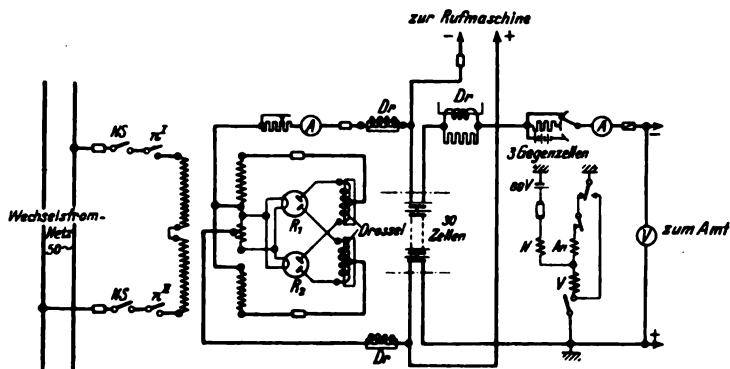 zur Rufmaschine
− +
Dr
Dr
A
A
3 Gegenzellen
−
NS
n^I
60V
R₁
Drossel
30
Zellen
Wechselstrom-
Netz
50~
N
An
V
V
zum Amt
R₂
NS
n^II
Dr
+